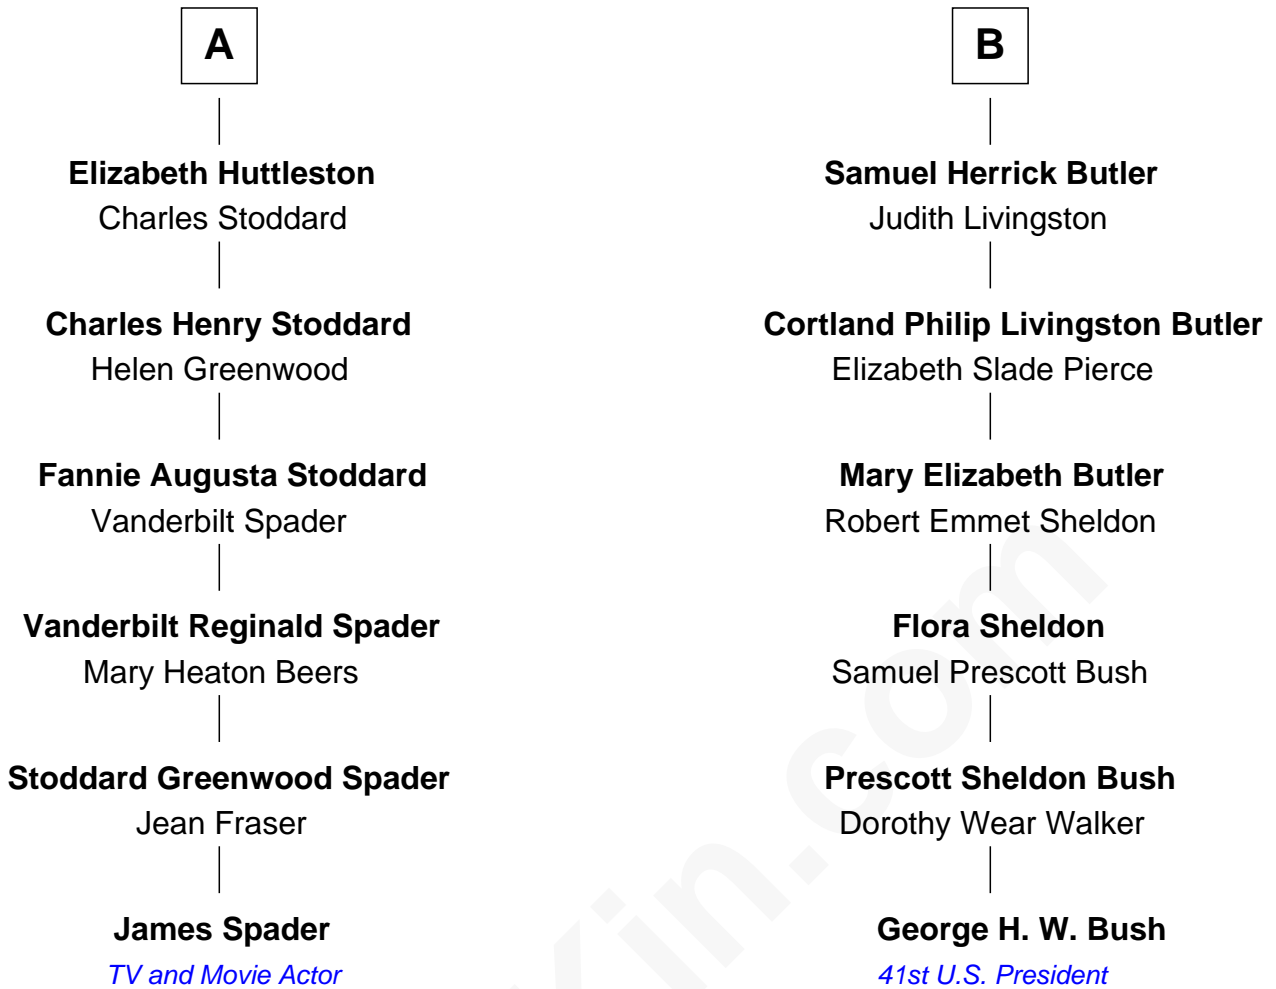 A
B
Elizabeth Huttleston
Charles Stoddard
Samuel Herrick Butler
Judith Livingston
Charles Henry Stoddard
Helen Greenwood
Cortland Philip Livingston Butler
Elizabeth Slade Pierce
Fannie Augusta Stoddard
Vanderbilt Spader
Mary Elizabeth Butler
Robert Emmet Sheldon
Vanderbilt Reginald Spader
Mary Heaton Beers
Flora Sheldon
Samuel Prescott Bush
Stoddard Greenwood Spader
Jean Fraser
Prescott Sheldon Bush
Dorothy Wear Walker
James Spader
TV and Movie Actor
George H. W. Bush
41st U.S. President
Kin.com